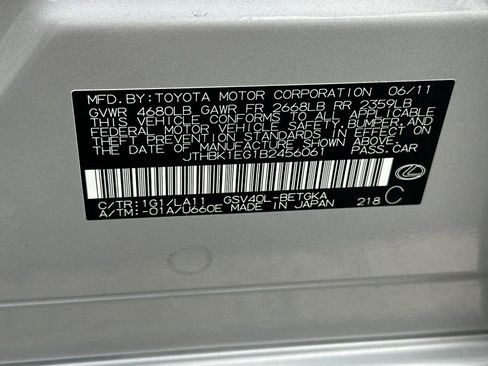 MFD. BY: TOYOTA MOTOR CORPORATION 06/11
GVWR 4680LB GAWR FR 2668LB RR 2359LB
THIS VEHICLE CONFORMS TO ALL APPLICABLE
FEDERAL MOTOR VEHICLE SAFETY, BUMPER, AND
THEFT PREVENTION STANDARDS IN EFFECT ON
THE DATE OF MANUFACTURE SHOWN ABOVE.
JTHBK1EG1B2456061 PASS.CAR
C/TR:1G1/LA11 GSV40L-BETGKA
A/TM:-01A/U660E MADE IN JAPAN 218 C